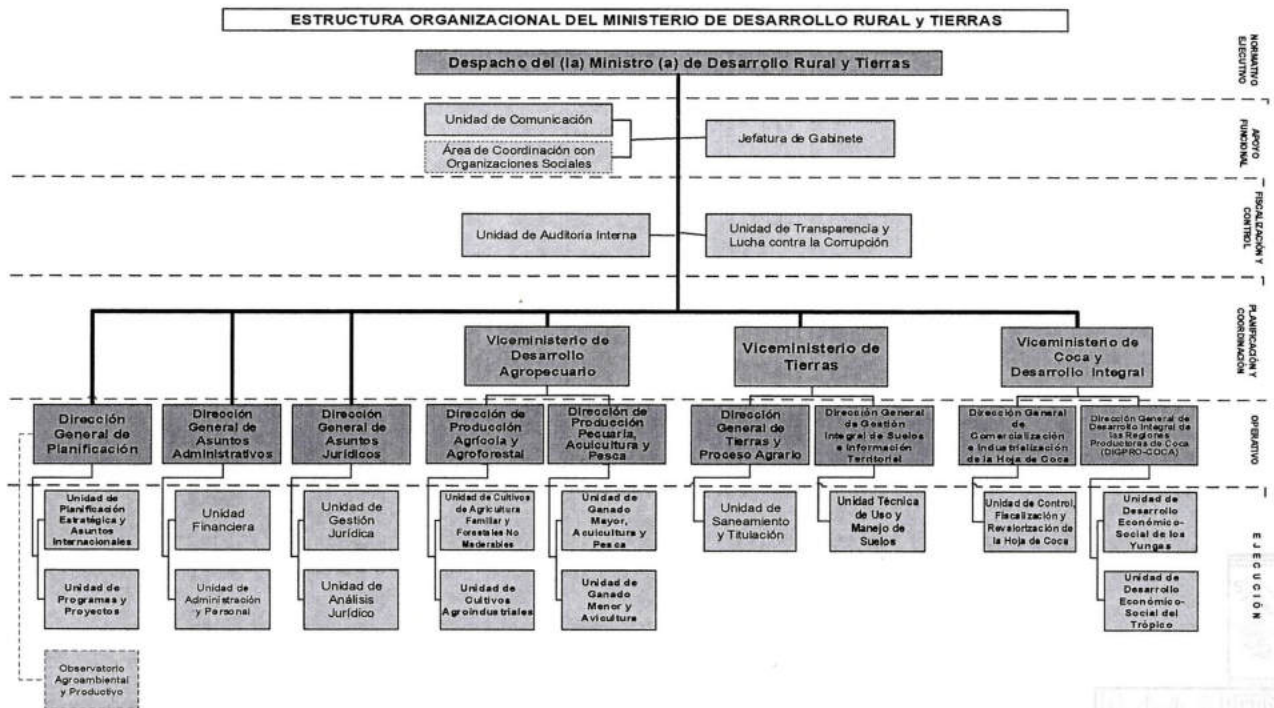 ESTRUCTURA ORGANIZACIONAL DEL MINISTERIO DE DESARROLLO RURAL y TIERRAS
Despacho del (la) Ministro (a) de Desarrollo Rural y Tierras
NORMATIVO
EJECUTIVO
Unidad de Comunicación
Área de Coordinación con
Organizaciones Sociales
Jefatura de Gabinete
APOYO
FUNCIONAL
Unidad de Auditoria Interna
Unidad de Transparencia y
Lucha contra la Corrupción
FISCALIZACIÓN Y
CONTROL
Viceministerio de
Desarrollo
Agropecuario
Viceministerio de
Tierras
Viceministerio de
Coca y
Desarrollo Integral
PLANIFICACIÓN Y
COORDINACIÓN
Dirección
General de
Planificación
Dirección
General de
Asuntos
Administrativos
Dirección
General de
Asuntos
Jurídicos
Dirección General de
Producción
Agrícola y
Agroforestal
Dirección General de
Producción
Pecuaria,
Acuicultura y
Pesca
Dirección
General de
Tierras y
Proceso Agrario
Dirección General
de Gestión
Integral de Suelos
e Información
Territorial
Dirección General
de
Comercialización
e Industrialización
de la Hoja de Coca
Dirección General de
Desarrollo Integral de
las Regiones
Productoras de Coca
(DIGPRO-COCA)
OPERATIVO
Unidad de
Planificación
Estratégica y
Asuntos
Internacionales
Unidad
Financiera
Unidad de
Gestión
Jurídica
Unidad de Cultivos
de Agricultura
Familiar y
Forestales No
Maderables
Unidad de
Ganado
Mayor,
Acuicultura y
Pesca
Unidad de
Saneamiento
y Titulación
Unidad Técnica
de Uso y
Manejo de
Suelos
Unidad de Control,
Fiscalización y
Revalorización de
la Hoja de Coca
Unidad de
Desarrollo
Económico-
Social de los
Yungas
EJECUCIÓN
Unidad de
Programas y
Proyectos
Unidad de
Administración
y Personal
Unidad de
Análisis
Jurídico
Unidad de
Cultivos
Agroindustriales
Unidad de
Ganado
Menor y
Avicultura
Unidad de
Desarrollo
Económico-
Social del
Trópico
Observatorio
Agroambiental
y Productivo